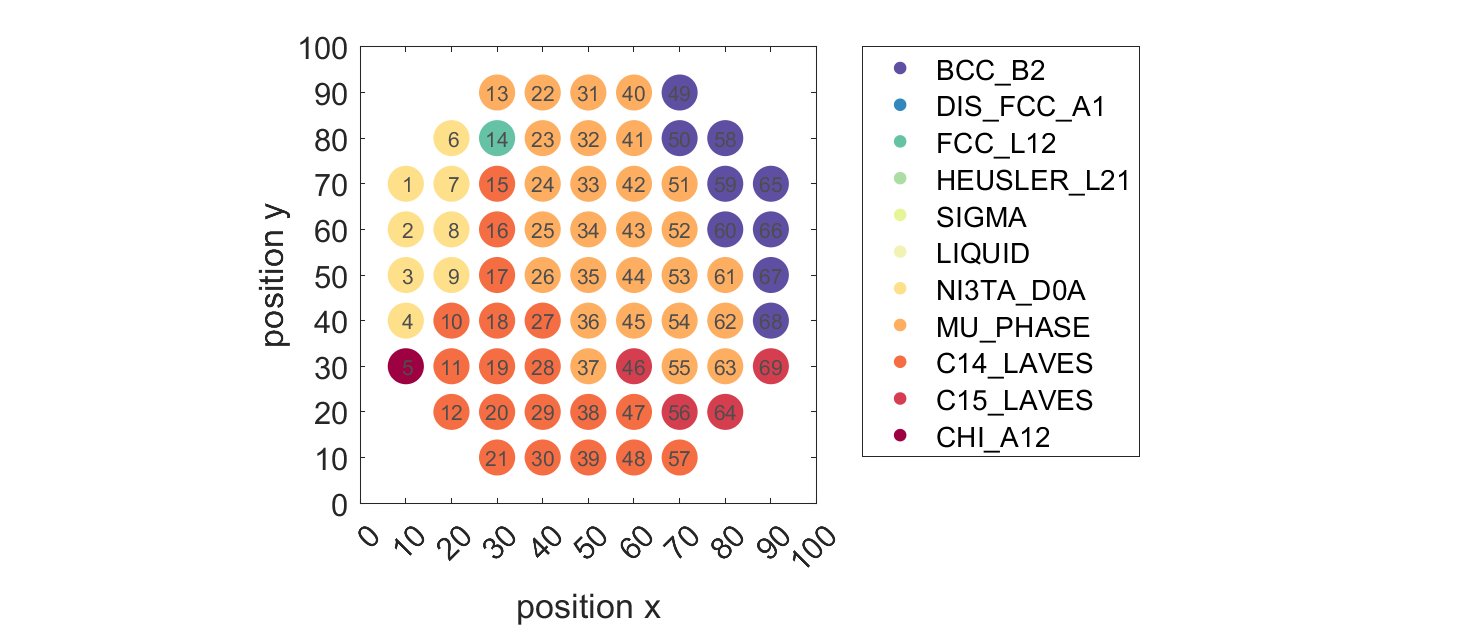 100
90
80
70
60
50
40
30
20
10
0
position y
13 22 31 40 49
6 14 23 32 41 50 58
1 7 15 24 33 42 51 59 65
2 8 16 25 34 43 52 60 66
3 9 17 26 35 44 53 61 67
4 10 18 27 36 45 54 62 68
5 11 19 28 37 46 55 63 69
12 20 29 38 47 56 64
21 30 39 48 57
0 10 20 30 40 50 60 70 80 90 100
position x
BCC_B2
DIS_FCC_A1
FCC_L12
HEUSLER_L21
SIGMA
LIQUID
NI3TA_D0A
MU_PHASE
C14_LAVES
C15_LAVES
CHI_A12